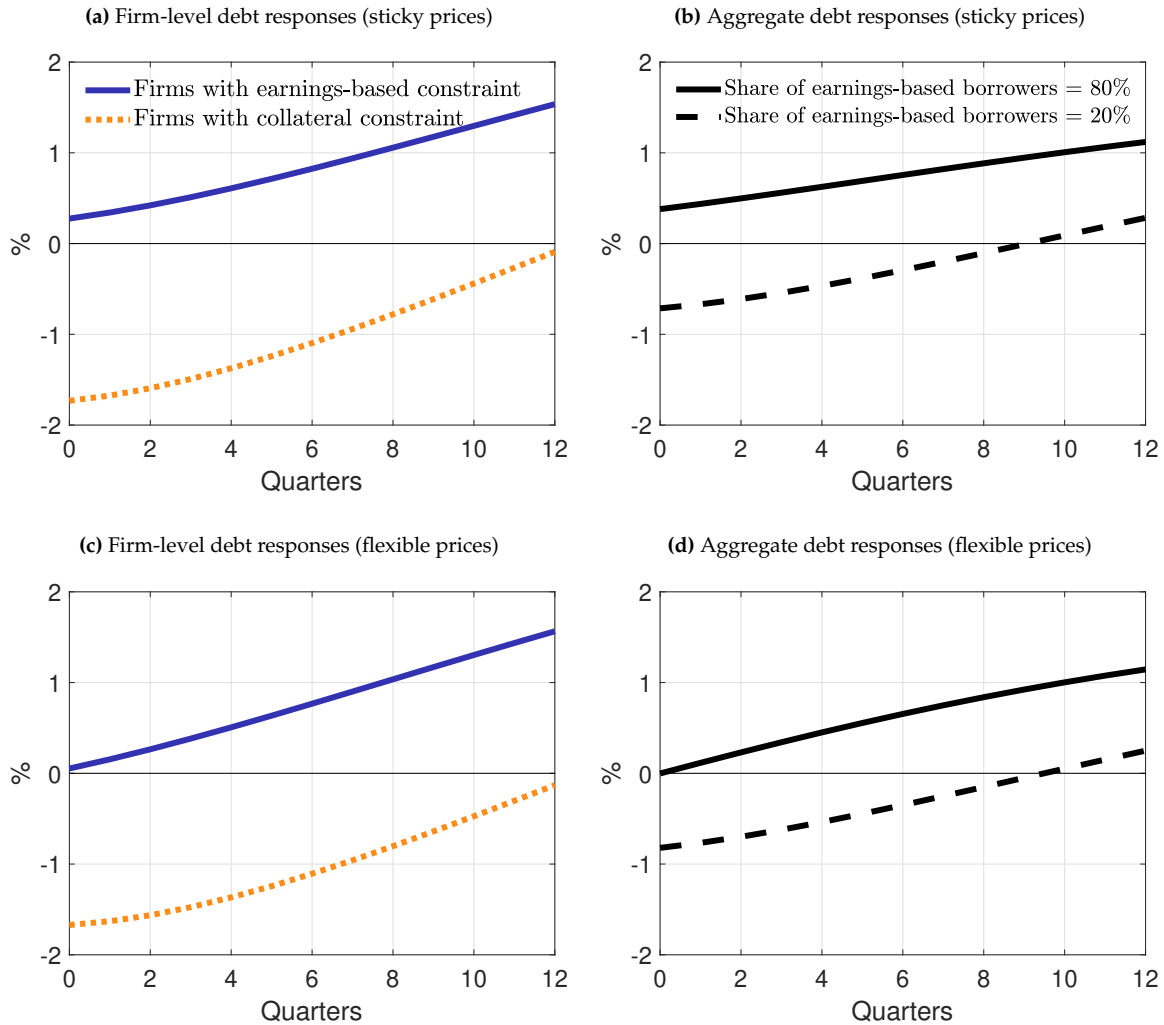 (a) Firm-level debt responses (sticky prices)
2
1
0
-1
-2
%
Firms with earnings-based constraint
Firms with collateral constraint
0 2 4 6 8 10 12
Quarters
(b) Aggregate debt responses (sticky prices)
2
1
0
-1
-2
%
Share of earnings-based borrowers = 80%
Share of earnings-based borrowers = 20%
0 2 4 6 8 10 12
Quarters
(c) Firm-level debt responses (flexible prices)
2
1
0
-1
-2
%
0 2 4 6 8 10 12
Quarters
(d) Aggregate debt responses (flexible prices)
2
1
0
-1
-2
%
0 2 4 6 8 10 12
Quarters